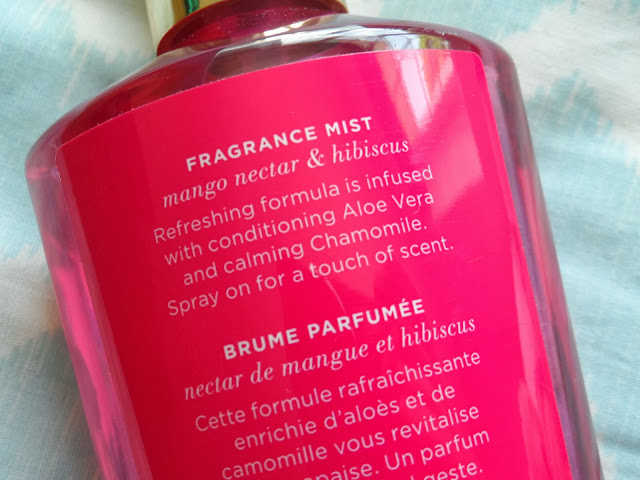 FRAGRANCE MIST
mango nectar & hibiscus
Refreshing formula is infused
with conditioning Aloe Vera
and calming Chamomile.
Spray on for a touch of scent.
BRUME PARFUMÉE
nectar de mangue et hibiscus
Cette formule rafraîchissante
enrichie d'aloès et de
camomille vous revitalise
Un parfum
geste.